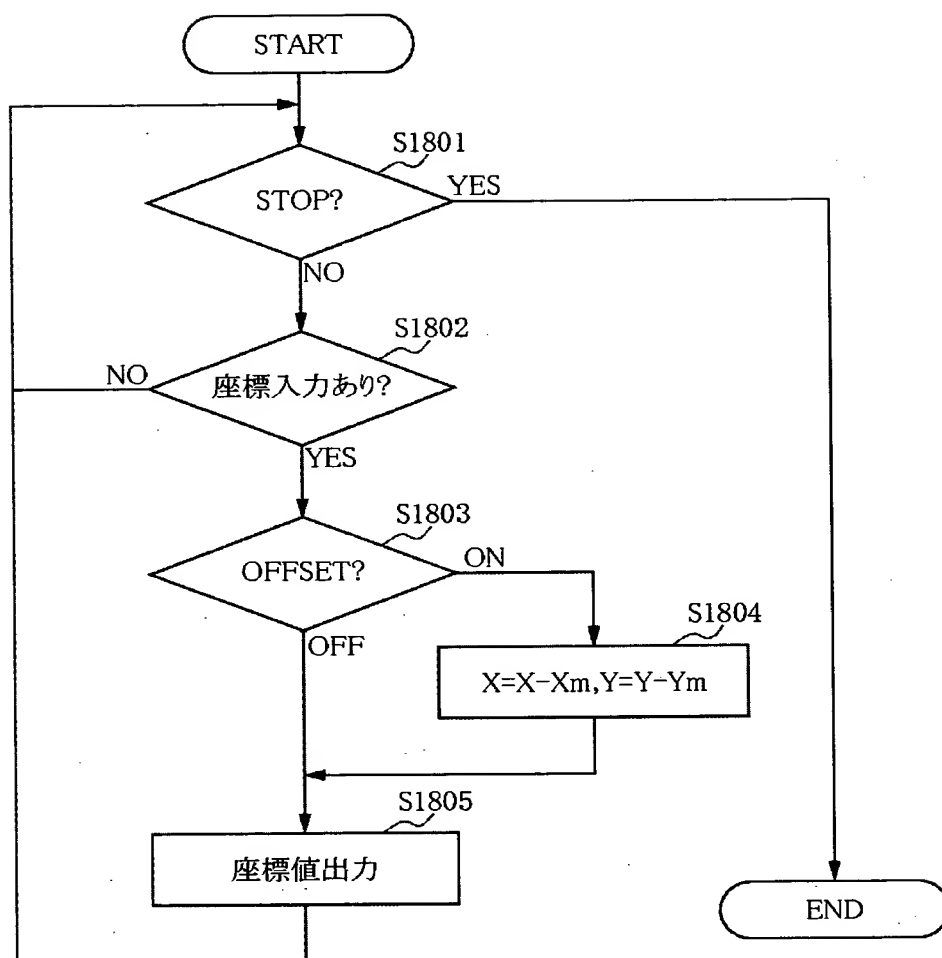 START
S1801
STOP?
YES
NO
S1802
NO
座標入力あり?
YES
S1803
OFFSET?
ON
OFF
S1804
X=X-Xm,Y=Y-Ym
S1805
座標値出力
END